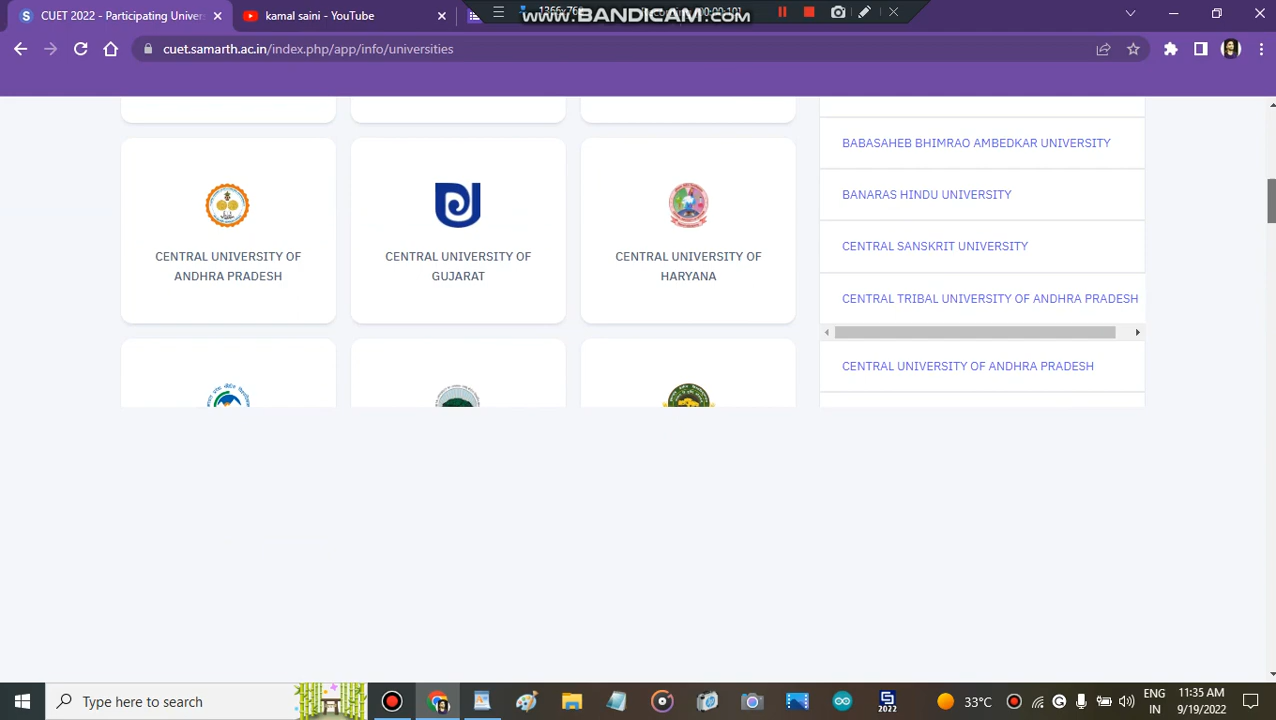 CUET 2022 - Participating Univers
kamal saini - YouTube
1366x768
www.BANDICAM.com
cuet.samarth.ac.in/index.php/app/info/universities
BABASAHEB BHIMRAO AMBEDKAR UNIVERSITY
BANARAS HINDU UNIVERSITY
CENTRAL SANSKRIT UNIVERSITY
CENTRAL TRIBAL UNIVERSITY OF ANDHRA PRADESH
CENTRAL UNIVERSITY OF ANDHRA PRADESH
CENTRAL UNIVERSITY OF
ANDHRA PRADESH
CENTRAL UNIVERSITY OF
GUJARAT
CENTRAL UNIVERSITY OF
HARYANA
Type here to search
2022
33°C
ENG
IN
11:35 AM
9/19/2022